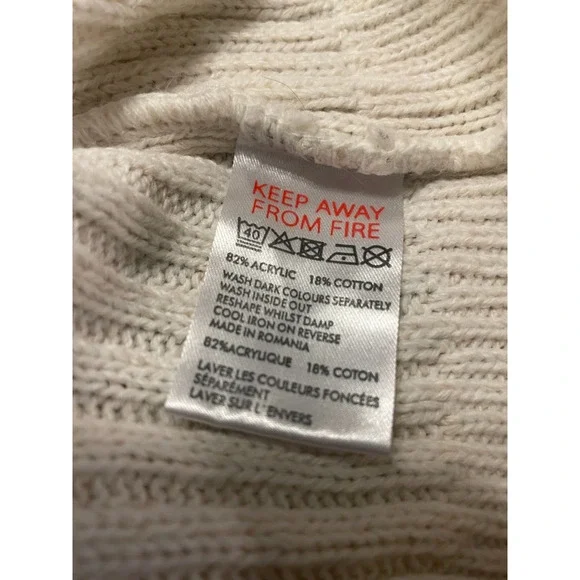 KEEP AWAY
FROM FIRE
40
82% ACRYLIC 18% COTTON
WASH DARK COLOURS SEPARATELY
WASH INSIDE OUT
RESHAPE WHILST DAMP
COOL IRON ON REVERSE
MADE IN ROMANIA
82%ACRYLIQUE 18% COTON
LAVER LES COULEURS FONCÉES
SÉPARÉMENT
LAVER SUR L'ENVERS